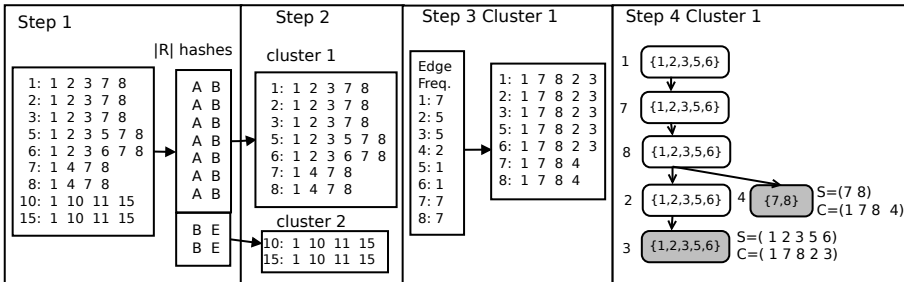 Step 1
|R| hashes
1: 1 2 3 7 8
2: 1 2 3 7 8
3: 1 2 3 7 8
5: 1 2 3 5 7 8
6: 1 2 3 6 7 8
7: 1 4 7 8
8: 1 4 7 8
10: 1 10 11 15
15: 1 10 11 15
A B
A B
A B
A B
A B
A B
A B
B E
B E
Step 2
cluster 1
1: 1 2 3 7 8
2: 1 2 3 7 8
3: 1 2 3 7 8
5: 1 2 3 5 7 8
6: 1 2 3 6 7 8
7: 1 4 7 8
8: 1 4 7 8
cluster 2
10: 1 10 11 15
15: 1 10 11 15
Step 3 Cluster 1
Edge
Freq.
1: 7
2: 5
3: 5
4: 2
5: 1
6: 1
7: 7
8: 7
1: 1 7 8 2 3
2: 1 7 8 2 3
3: 1 7 8 2 3
5: 1 7 8 2 3
6: 1 7 8 2 3
7: 1 7 8 4
8: 1 7 8 4
Step 4 Cluster 1
1 {1,2,3,5,6}
7 {1,2,3,5,6}
8 {1,2,3,5,6}
2 {1,2,3,5,6}
4 {7,8}
S=(7 8)
C=(1 7 8 4)
3 {1,2,3,5,6}
S=( 1 2 3 5 6)
C=( 1 7 8 2 3)